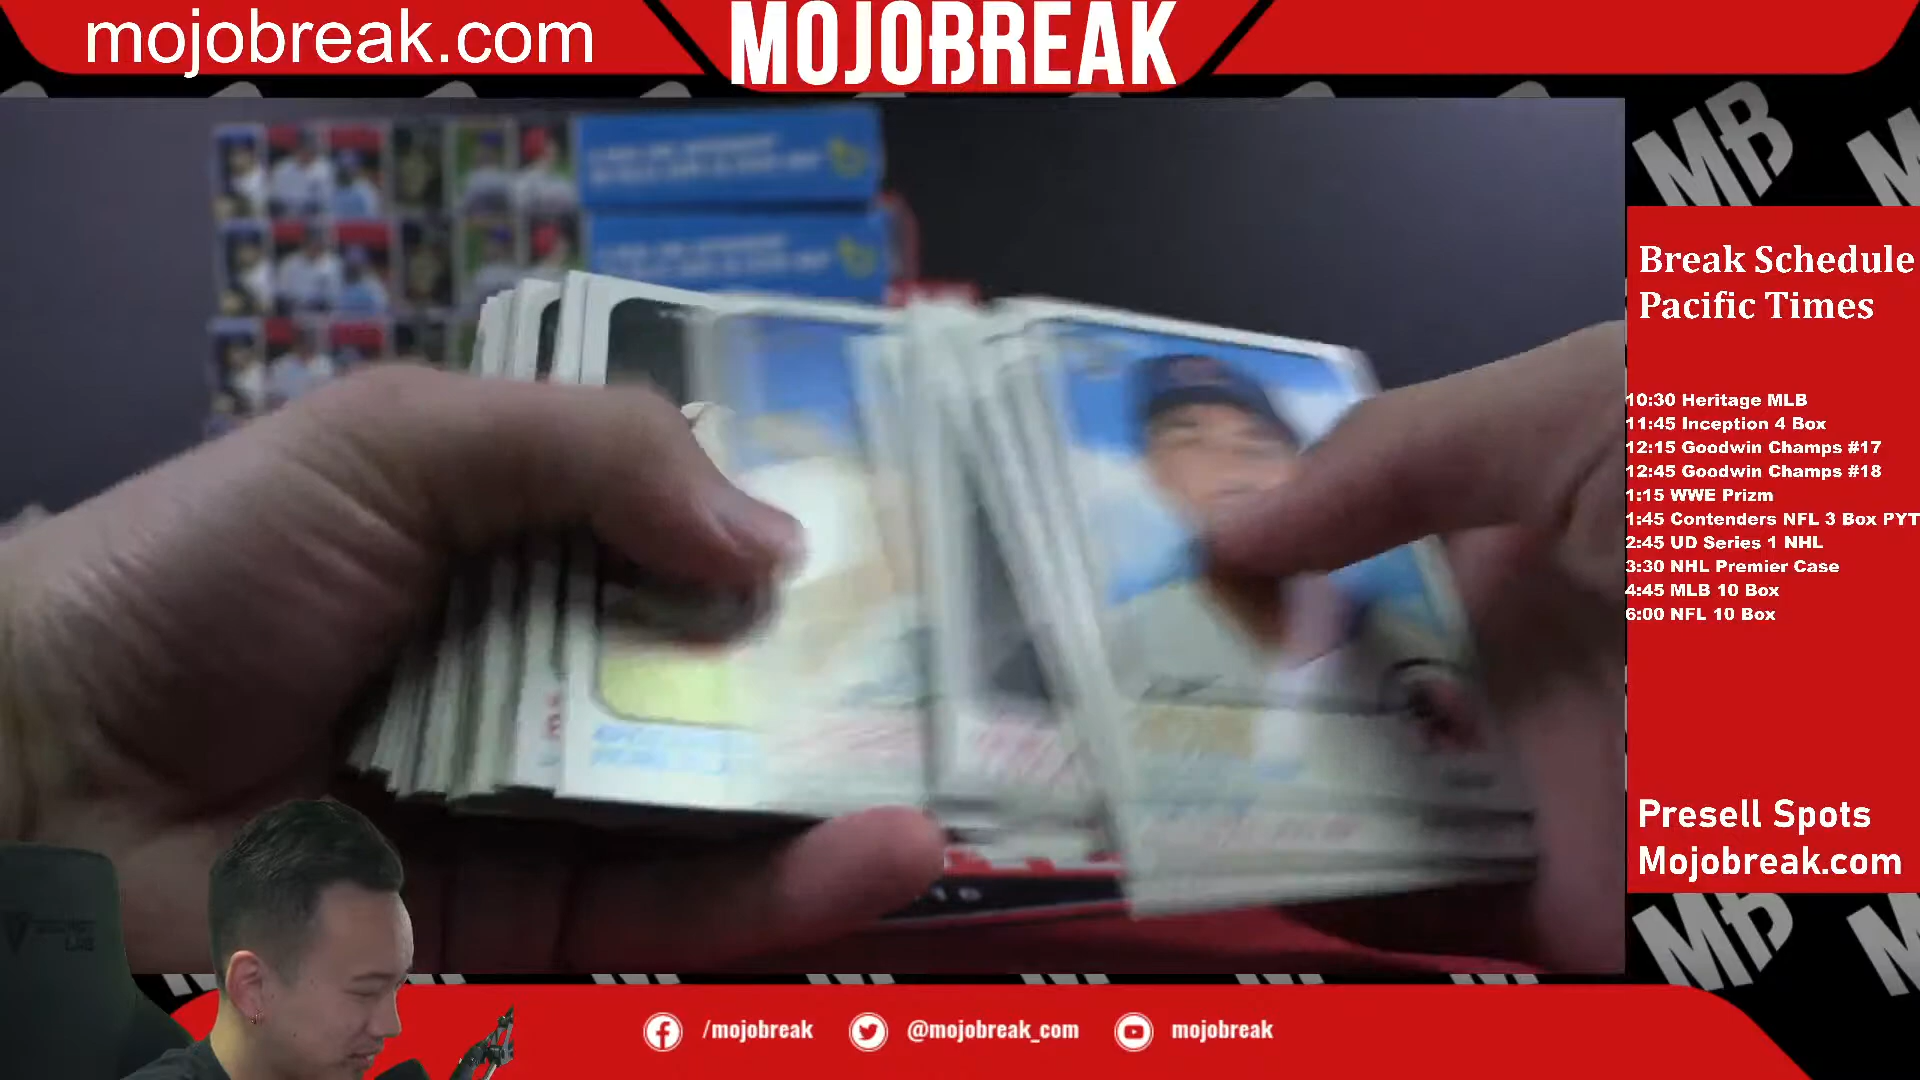 mojobreak.com
MOJOBREAK
MB
Break Schedule
Pacific Times
10:30 Heritage MLB
11:45 Inception 4 Box
12:15 Goodwin Champs #17
12:45 Goodwin Champs #18
1:15 WWE Prizm
1:45 Contenders NFL 3 Box PYT
2:45 UD Series 1 NHL
3:30 NHL Premier Case
4:45 MLB 10 Box
6:00 NFL 10 Box
Presell Spots
Mojobreak.com
MB
/mojobreak
@mojobreak_com
mojobreak